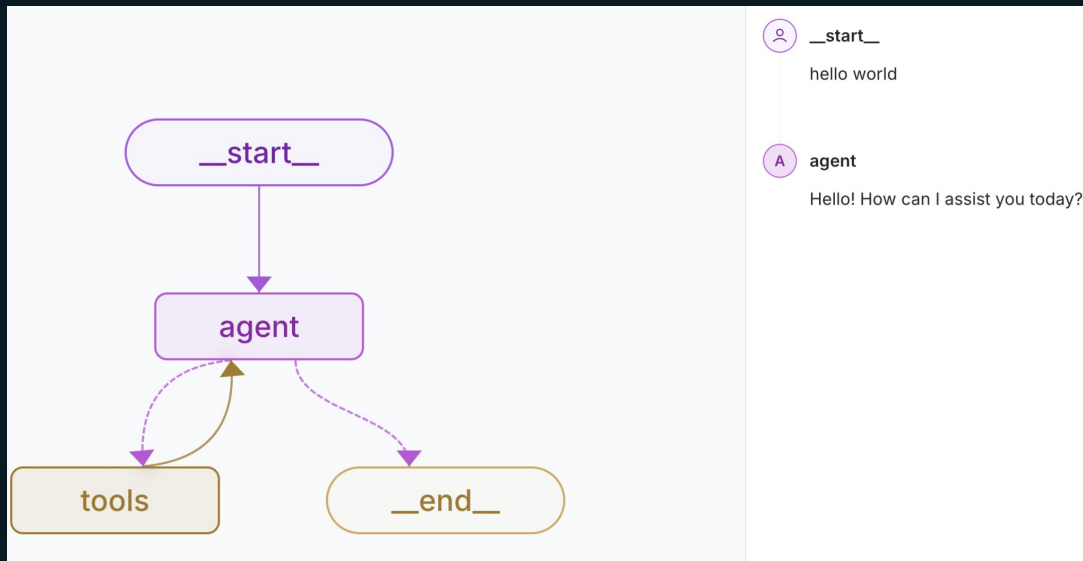 __start__
agent
tools
__end__
__start__
hello world
A
agent
Hello! How can I assist you today?